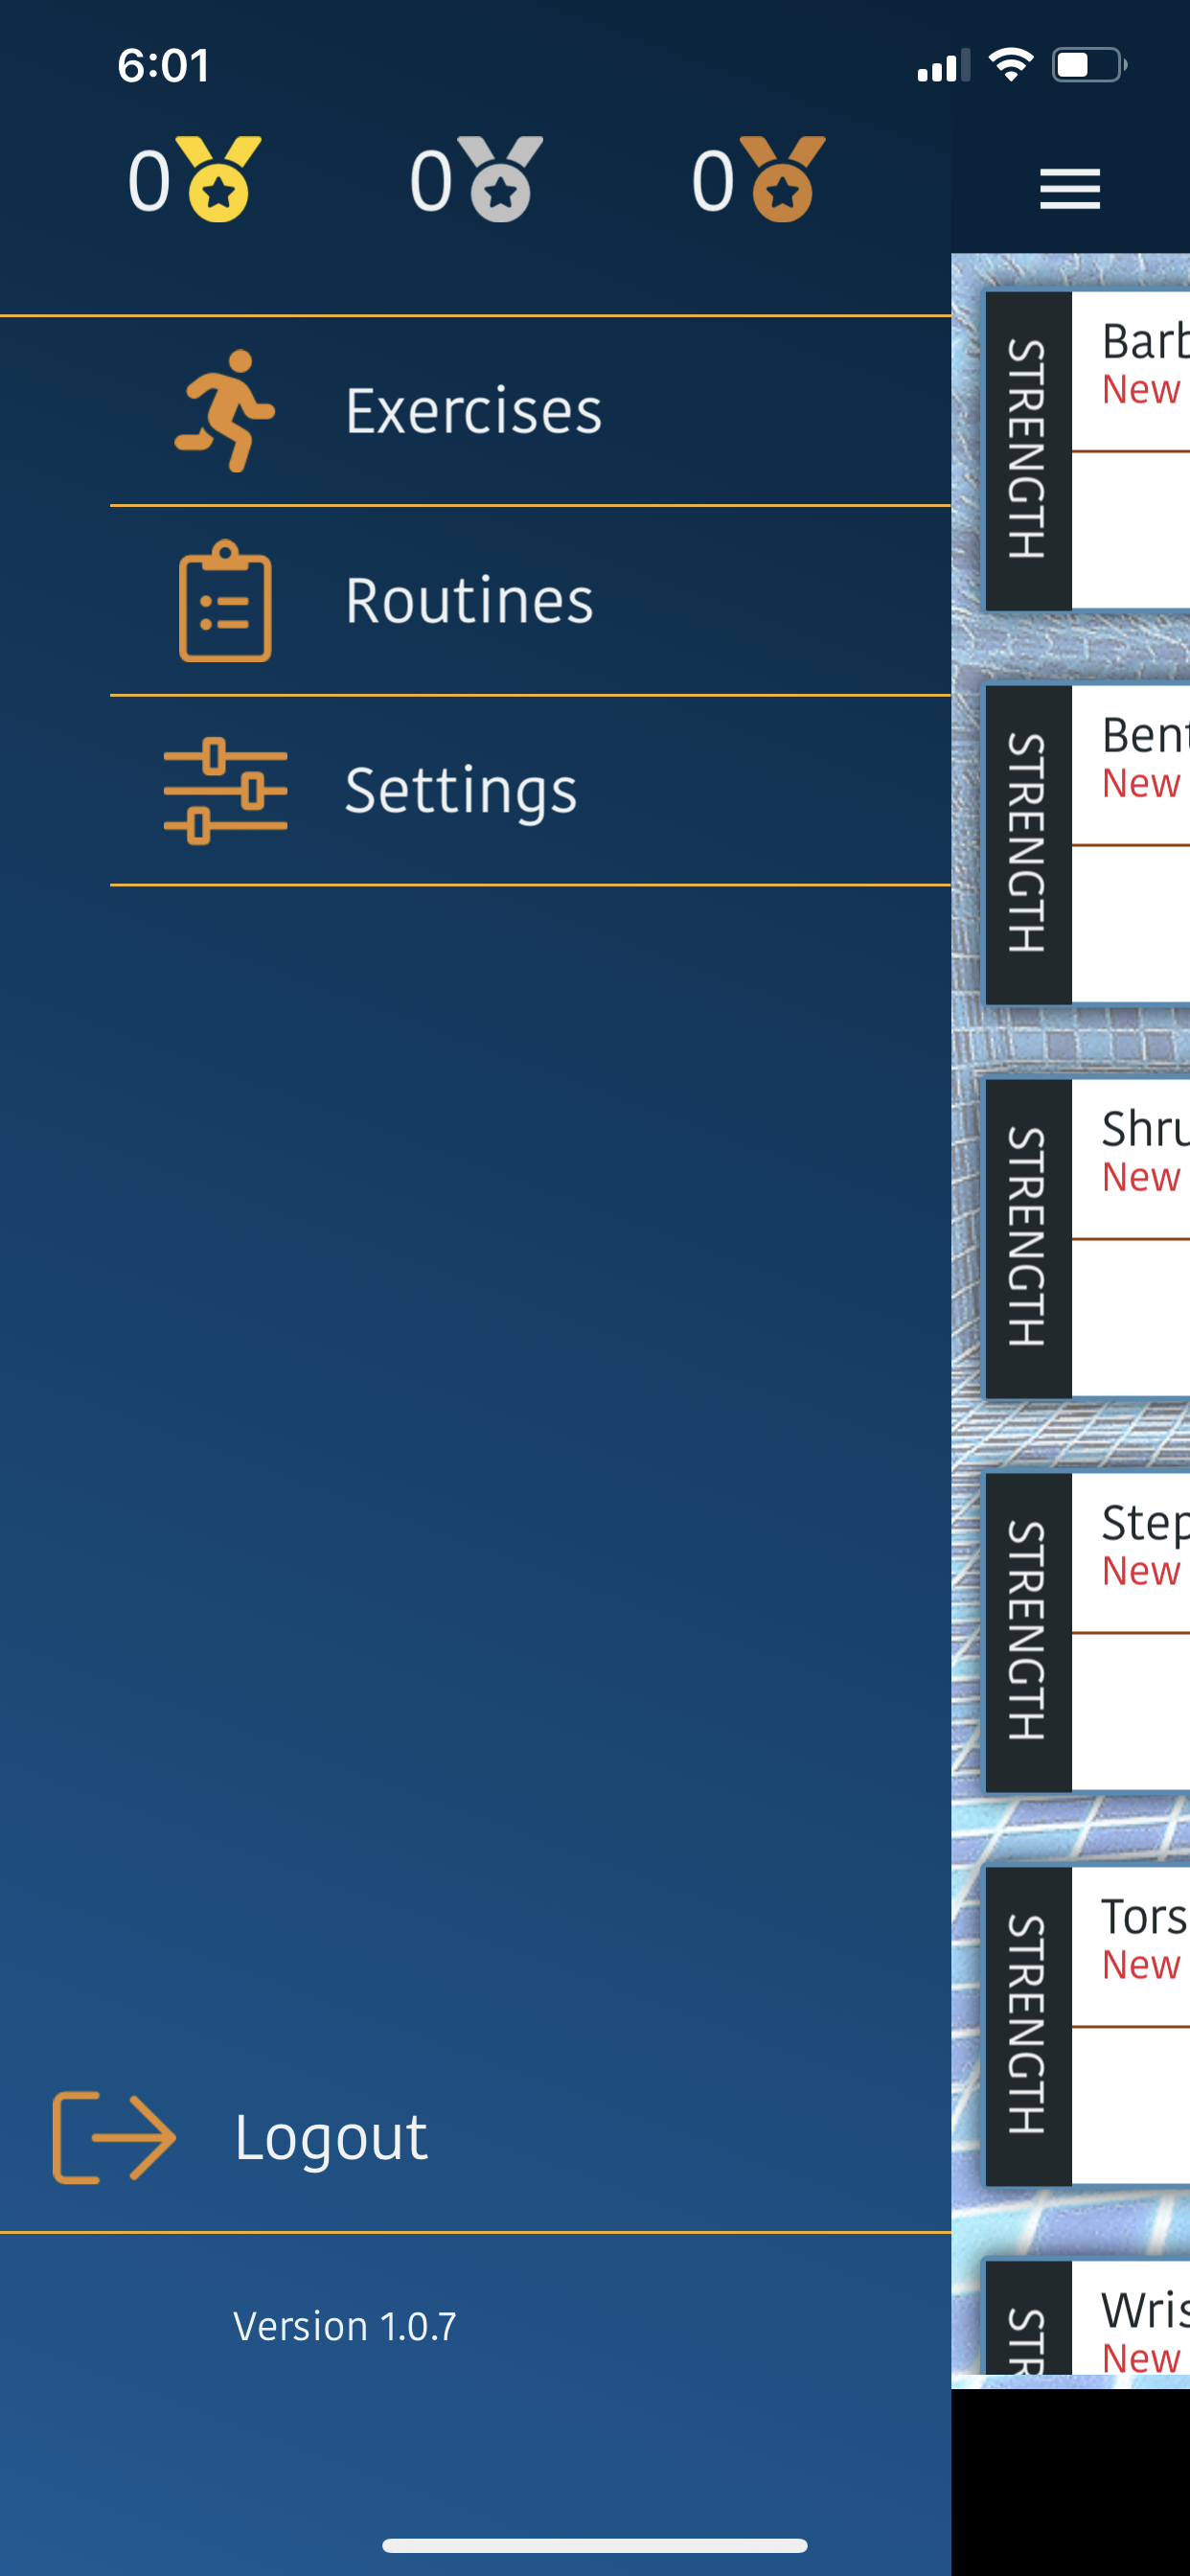 6:01
0 0 0
Exercises
Routines
Settings
Logout
Version 1.0.7
STRENGTH
Barb
New
STRENGTH
Bent
New
STRENGTH
Shru
New
STRENGTH
Step
New
STRENGTH
Tors
New
STR
Wris
New